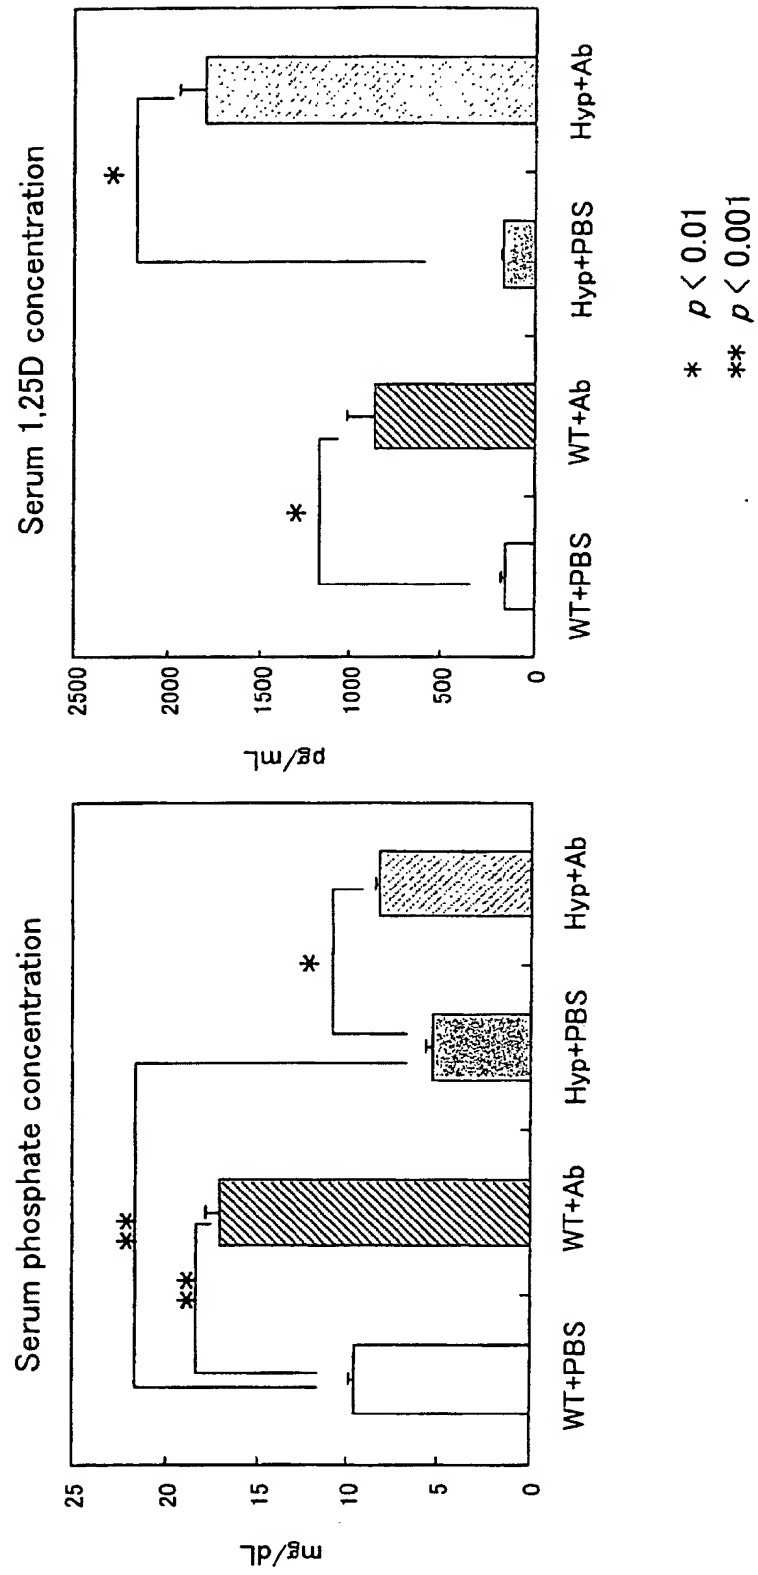 Serum phosphate concentration
mg/dL
25
20
15
10
5
0
**
**
*
WT+PBS
WT+Ab
Hyp+PBS
Hyp+Ab
Serum 1,25D concentration
pg/mL
2500
2000
1500
1000
500
0
*
*
WT+PBS
WT+Ab
Hyp+PBS
Hyp+Ab
* p < 0.01
** p < 0.001